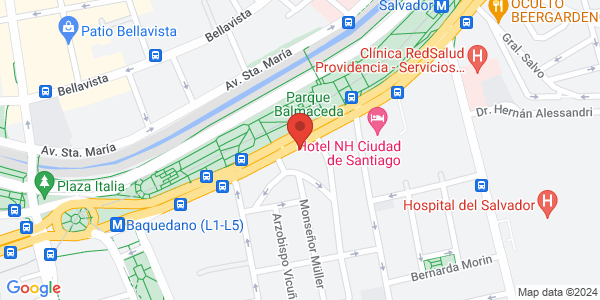 OCULTO
BEERGARDEN
Salvador
Patio Bellavista
Bellavista
Bellavista
Av. Sta. María
Gral. Salvo
Clínica RedSalud
Providencia - Servicios...
Parque
Balmaceda
Dr. Hernán Alessandri
Av. Sta. María
Hotel NH Ciudad
de Santiago
Plaza Italia
Hospital del Salvador
Baquedano (L1-L5)
Monseñor Müller
Arzobispo Vicuñ
Bernarda Morin
Google
Map data ©2024